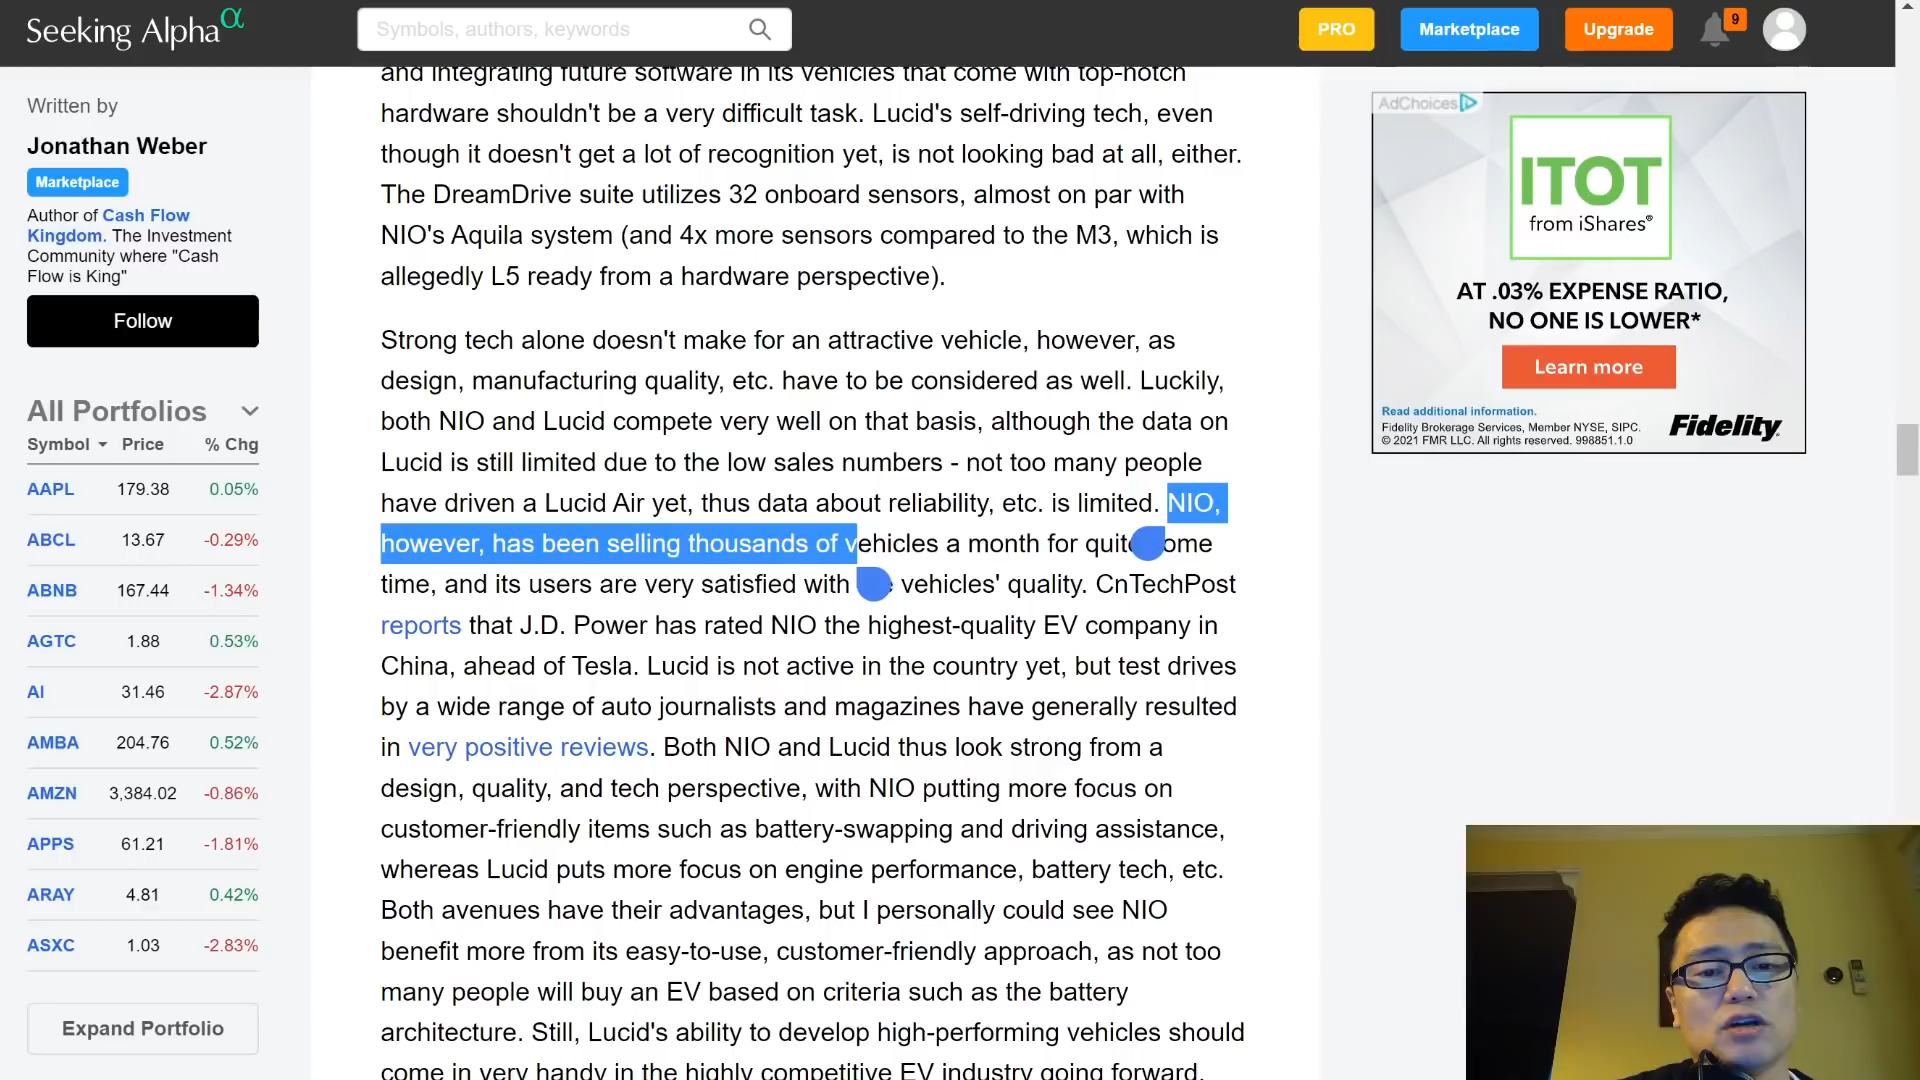 Seeking Alpha α
Symbols, authors, keywords
PRO
Marketplace
Upgrade
9
Written by
Jonathan Weber
Marketplace
Author of Cash Flow
Kingdom. The Investment
Community where "Cash
Flow is King"
Follow
All Portfolios
Symbol Price % Chg
AAPL 179.38 0.05%
ABCL 13.67 -0.29%
ABNB 167.44 -1.34%
AGTC 1.88 0.53%
AI 31.46 -2.87%
AMBA 204.76 0.52%
AMZN 3,384.02 -0.86%
APPS 61.21 -1.81%
ARAY 4.81 0.42%
ASXC 1.03 -2.83%
Expand Portfolio
and integrating future software in its vehicles that come with top-notch
hardware shouldn't be a very difficult task. Lucid's self-driving tech, even
though it doesn't get a lot of recognition yet, is not looking bad at all, either.
The DreamDrive suite utilizes 32 onboard sensors, almost on par with
NIO's Aquila system (and 4x more sensors compared to the M3, which is
allegedly L5 ready from a hardware perspective).
Strong tech alone doesn't make for an attractive vehicle, however, as
design, manufacturing quality, etc. have to be considered as well. Luckily,
both NIO and Lucid compete very well on that basis, although the data on
Lucid is still limited due to the low sales numbers - not too many people
have driven a Lucid Air yet, thus data about reliability, etc. is limited. NIO,
however, has been selling thousands of vehicles a month for quite some
time, and its users are very satisfied with vehicles' quality. CnTechPost
reports that J.D. Power has rated NIO the highest-quality EV company in
China, ahead of Tesla. Lucid is not active in the country yet, but test drives
by a wide range of auto journalists and magazines have generally resulted
in very positive reviews. Both NIO and Lucid thus look strong from a
design, quality, and tech perspective, with NIO putting more focus on
customer-friendly items such as battery-swapping and driving assistance,
whereas Lucid puts more focus on engine performance, battery tech, etc.
Both avenues have their advantages, but I personally could see NIO
benefit more from its easy-to-use, customer-friendly approach, as not too
many people will buy an EV based on criteria such as the battery
architecture. Still, Lucid's ability to develop high-performing vehicles should
come in very handy in the highly competitive EV industry going forward.
AdChoices
ITOT
from iShares®
AT .03% EXPENSE RATIO,
NO ONE IS LOWER*
Learn more
Read additional information.
Fidelity Brokerage Services, Member NYSE, SIPC.
© 2021 FMR LLC. All rights reserved. 998851.1.0
Fidelity